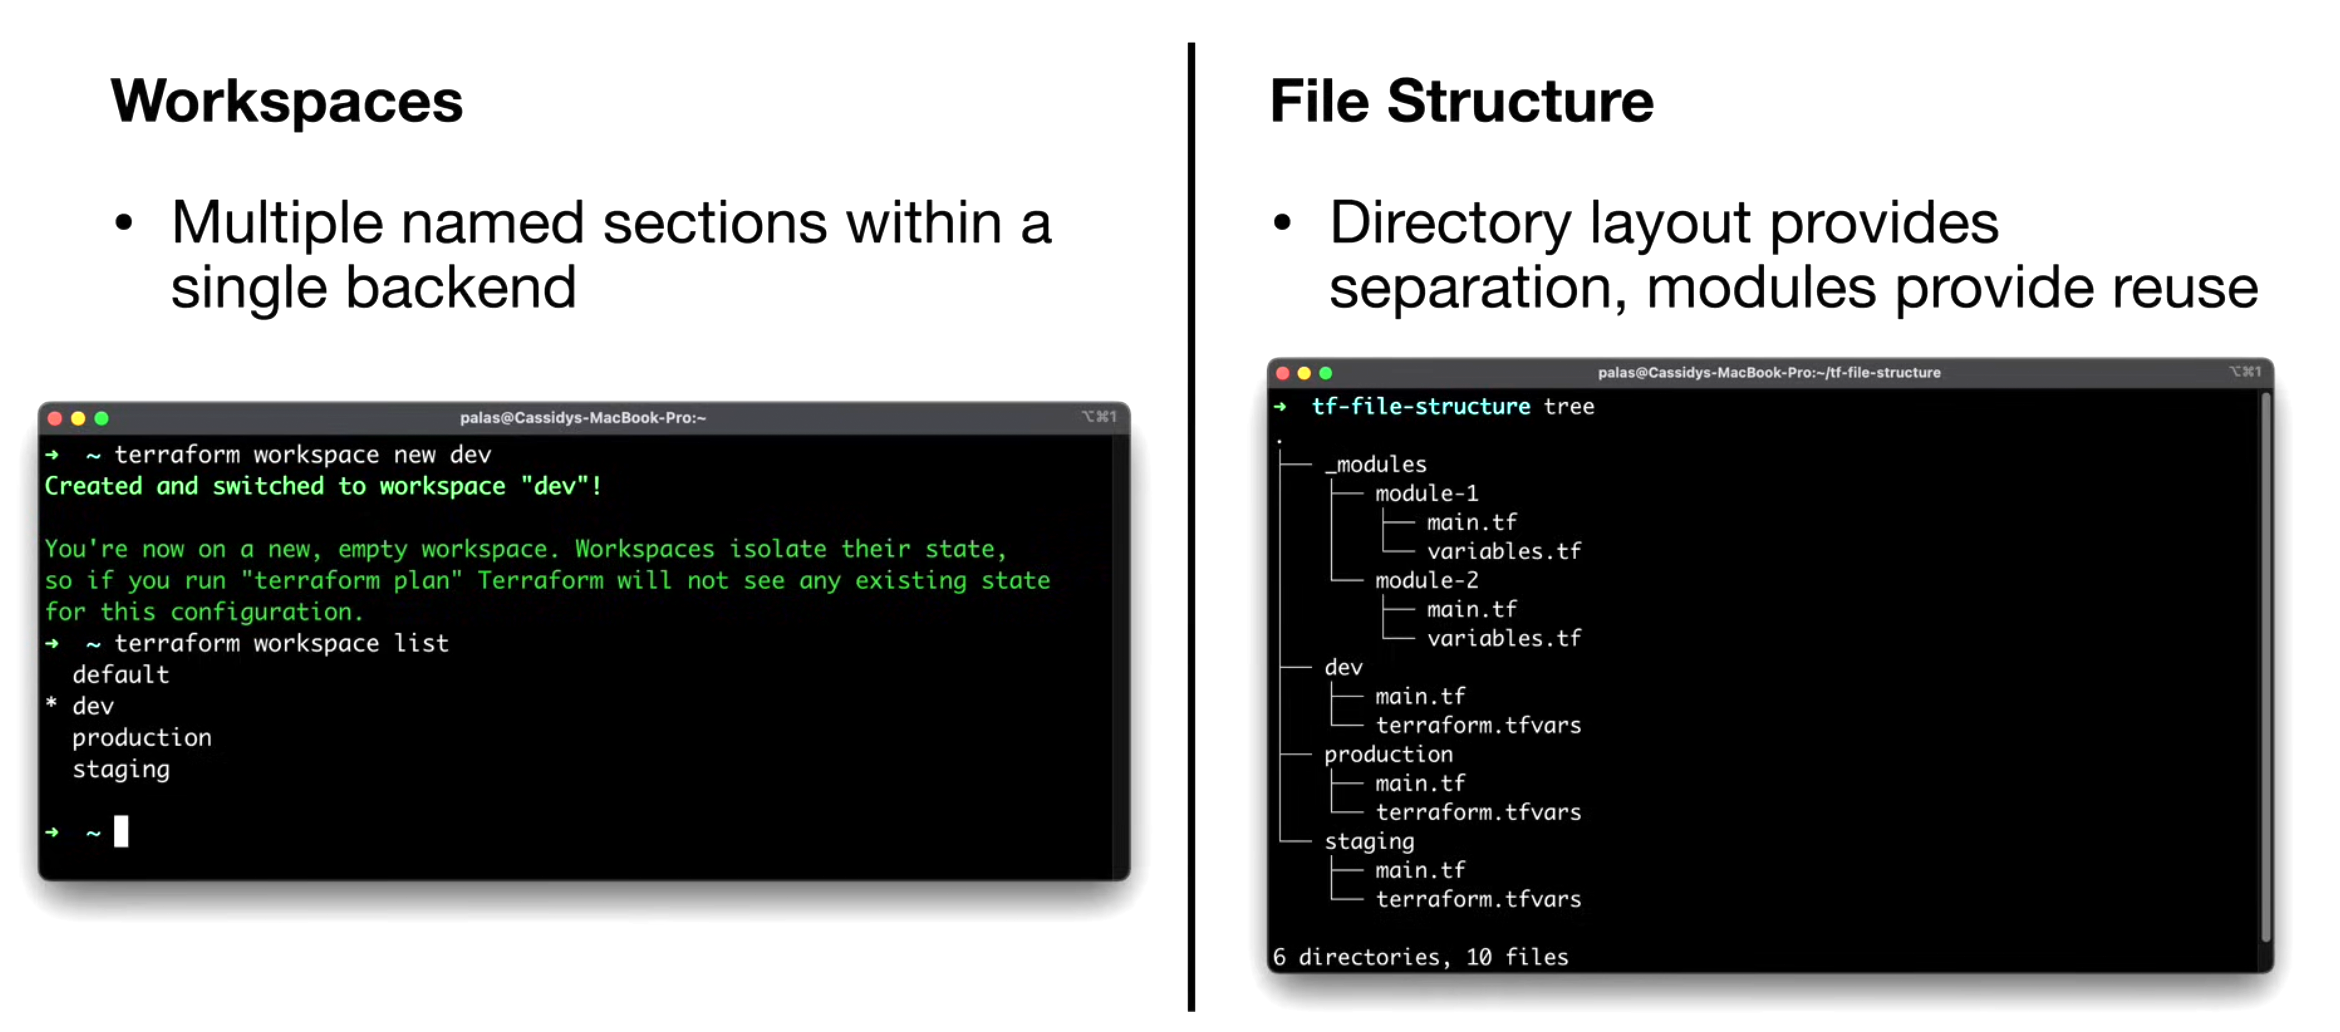 Workspaces
• Multiple named sections within a
single backend
palas@Cassidys-MacBook-Pro:~
⌥⌘1
➜ ~ terraform workspace new dev
Created and switched to workspace "dev"!
You're now on a new, empty workspace. Workspaces isolate their state,
so if you run "terraform plan" Terraform will not see any existing state
for this configuration.
➜ ~ terraform workspace list
default
* dev
production
staging
➜ ~
File Structure
• Directory layout provides
separation, modules provide reuse
palas@Cassidys-MacBook-Pro:~/tf-file-structure
⌥⌘1
➜ tf-file-structure tree
.
├── _modules
│   ├── module-1
│   │   ├── main.tf
│   │   └── variables.tf
│   └── module-2
│       ├── main.tf
│       └── variables.tf
├── dev
│   ├── main.tf
│   └── terraform.tfvars
├── production
│   ├── main.tf
│   └── terraform.tfvars
└── staging
    ├── main.tf
    └── terraform.tfvars
6 directories, 10 files